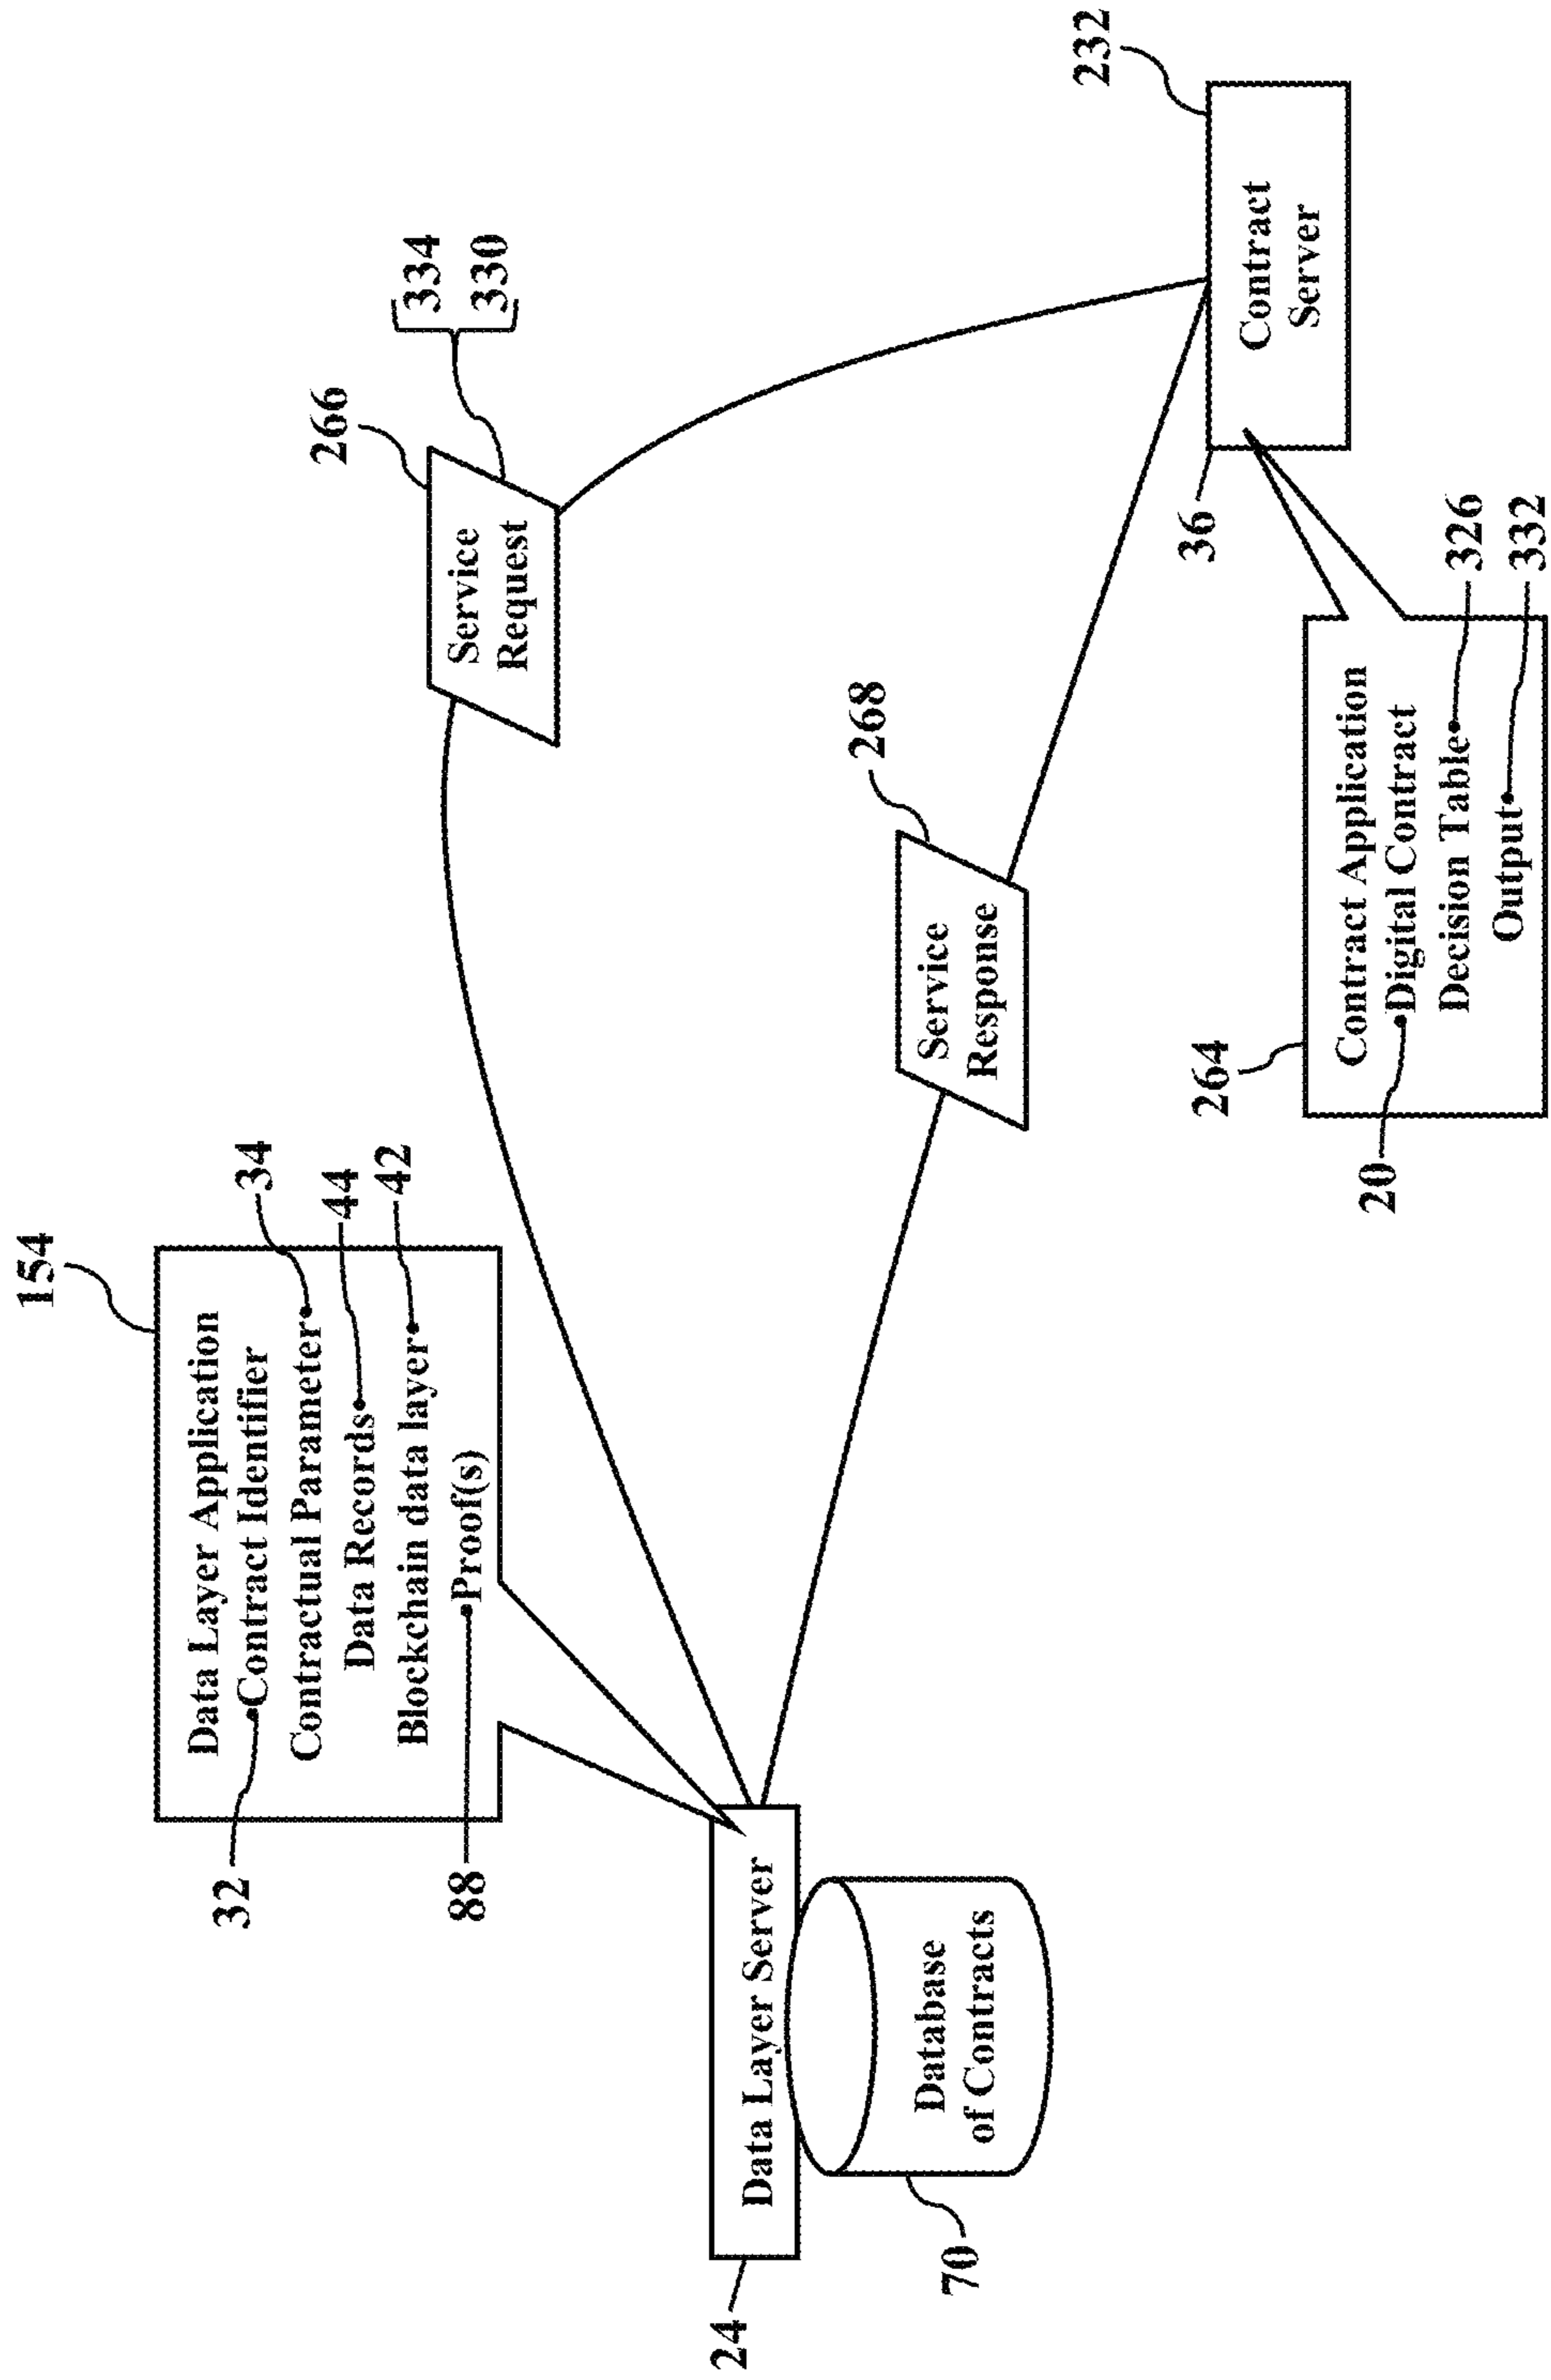 154
Data Layer Application
32
Contract Identifier
Contractual Parameter
34
Data Records
44
Blockchain data layer
42
88
Proof(s)
266
334
330
Service
Request
24
Data Layer Server
70
Database
of Contracts
268
Service
Response
232
36
Contract
Server
264
Contract Application
20
Digital Contract
Decision Table
326
Output
332